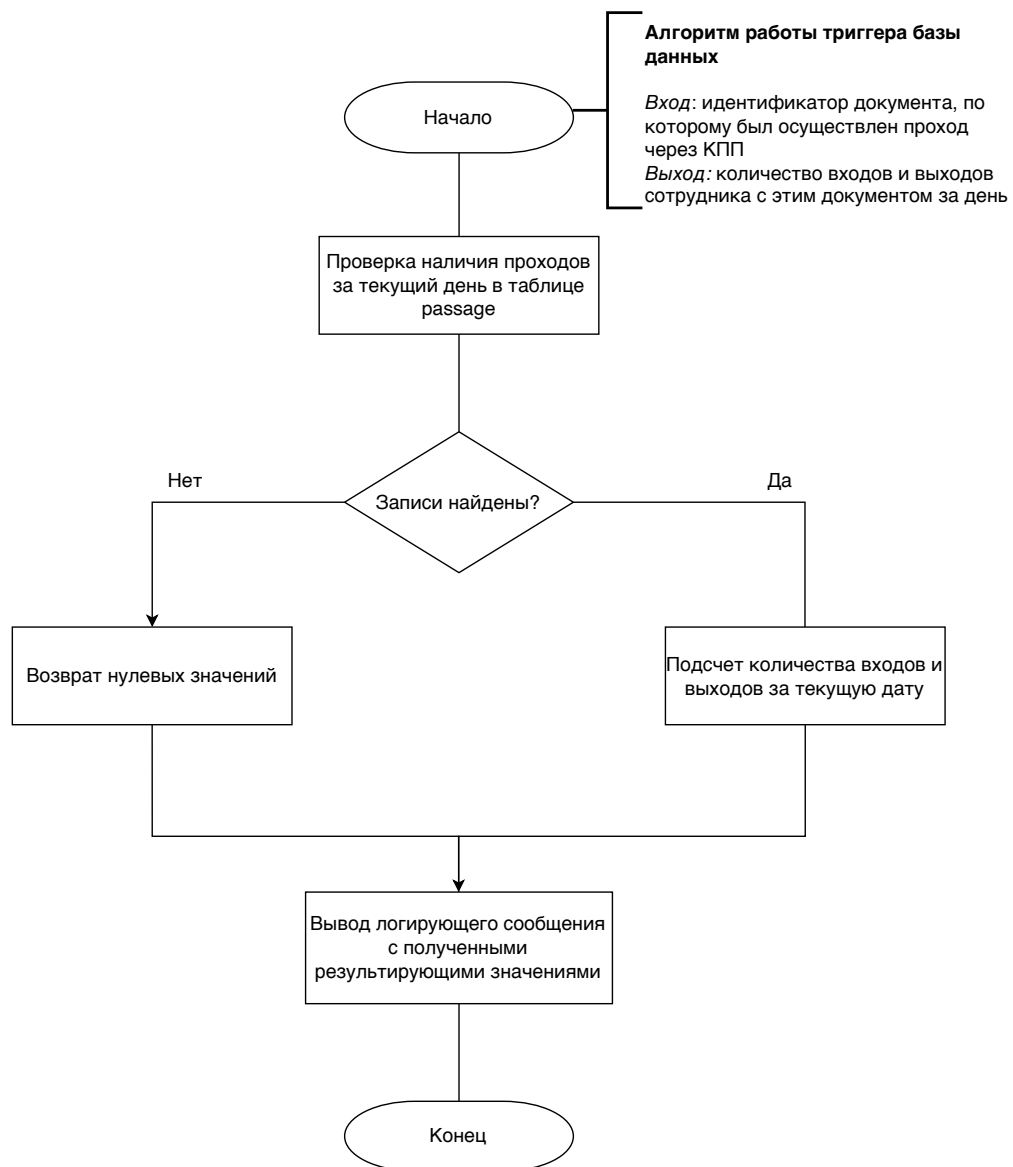 Алгоритм работы триггера базы
данных
Вход: идентификатор документа, по
которому был осуществлен проход
через КПП
Выход: количество входов и выходов
сотрудника с этим документом за день
Начало
Проверка наличия проходов
за текущий день в таблице
passage
Записи найдены?
Нет
Да
Возврат нулевых значений
Подсчет количества входов и
выходов за текущую дату
Вывод логирующего сообщения
с полученными
результирующими значениями
Конец